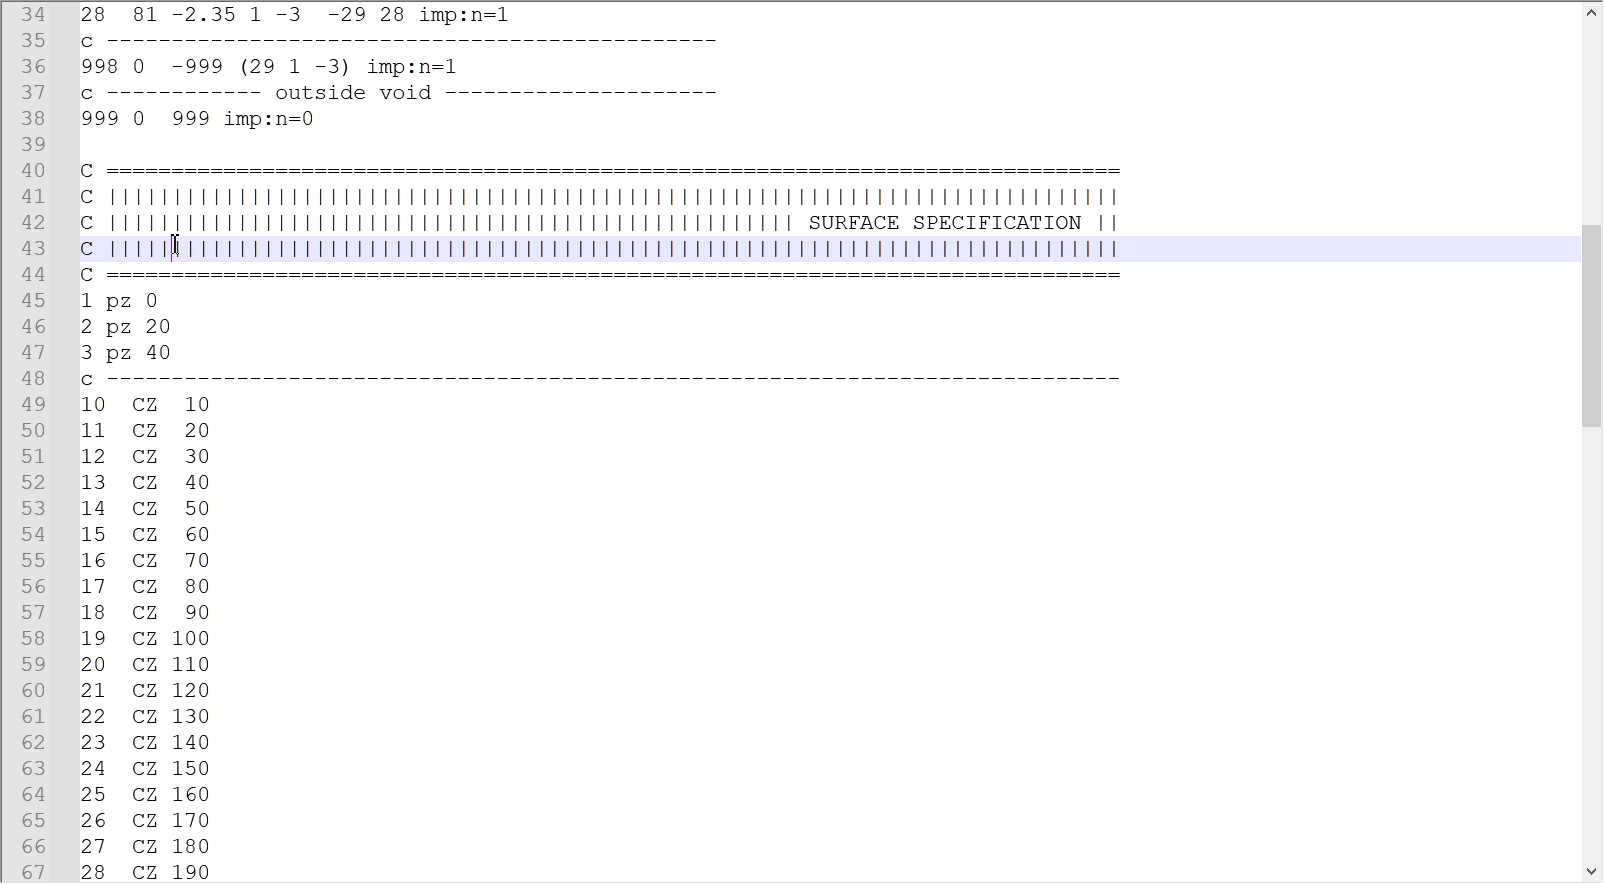 34 28  81 -2.35 1 -3  -29 28 imp:n=1
35 c -----------------------------------------------
36 998 0  -999 (29 1 -3) imp:n=1
37 c ------------ outside void ---------------------
38 999 0  999 imp:n=0
39
40 C ==============================================================================
41 C ||||||||||||||||||||||||||||||||||||||||||||||||||||||||||||||||||||||||||||||
42 C ||||||||||||||||||||||||||||||||||||||||||||||||||||| SURFACE SPECIFICATION ||
43 C ||||||||||||||||||||||||||||||||||||||||||||||||||||||||||||||||||||||||||||||
44 C ==============================================================================
45 1 pz 0
46 2 pz 20
47 3 pz 40
48 c ------------------------------------------------------------------------------
49 10  CZ  10
50 11  CZ  20
51 12  CZ  30
52 13  CZ  40
53 14  CZ  50
54 15  CZ  60
55 16  CZ  70
56 17  CZ  80
57 18  CZ  90
58 19  CZ 100
59 20  CZ 110
60 21  CZ 120
61 22  CZ 130
62 23  CZ 140
63 24  CZ 150
64 25  CZ 160
65 26  CZ 170
66 27  CZ 180
67 28  CZ 190